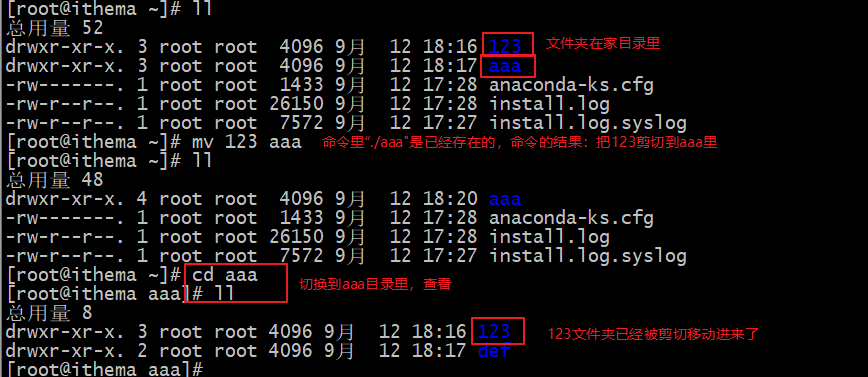 [root@ithema ~]# ll
总用量 52
drwxr-xr-x. 3 root root  4096 9月  12 18:16 123 文件夹在家目录里
drwxr-xr-x. 3 root root  4096 9月  12 18:17 aaa
-rw-------. 1 root root  1433 9月  12 17:28 anaconda-ks.cfg
-rw-r--r--. 1 root root 26150 9月  12 17:28 install.log
-rw-r--r--. 1 root root  7572 9月  12 17:27 install.log.syslog
[root@ithema ~]# mv 123 aaa 命令里“./aaa"是已经存在的，命令的结果：把123剪切到aaa里
[root@ithema ~]# ll
总用量 48
drwxr-xr-x. 4 root root  4096 9月  12 18:20 aaa
-rw-------. 1 root root  1433 9月  12 17:28 anaconda-ks.cfg
-rw-r--r--. 1 root root 26150 9月  12 17:28 install.log
-rw-r--r--. 1 root root  7572 9月  12 17:27 install.log.syslog
[root@ithema ~]# cd aaa 切换到aaa目录里，查看
[root@ithema aaa]# ll
总用量 8
drwxr-xr-x. 3 root root 4096 9月  12 18:16 123 123文件夹已经被剪切移动进来了
drwxr-xr-x. 2 root root 4096 9月  12 18:17 def
[root@ithema aaa]#